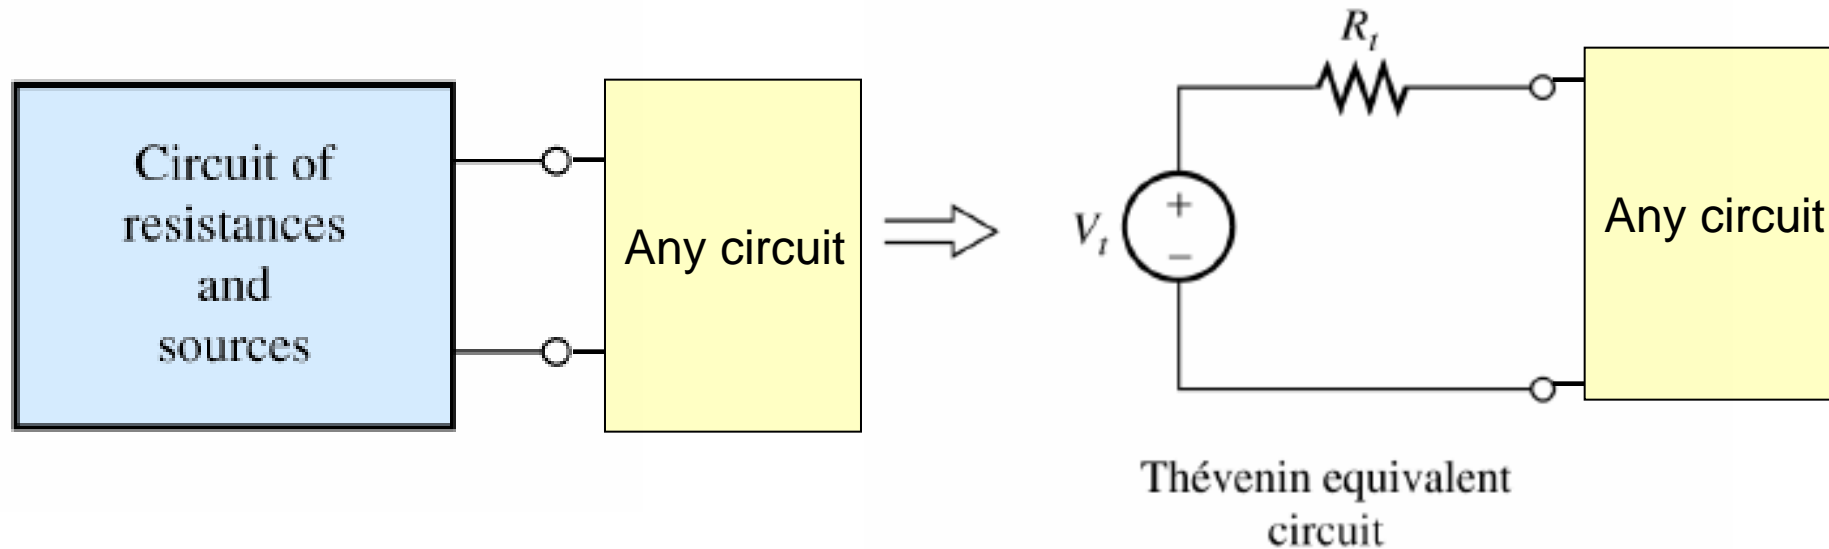 Circuit of
resistances
and
sources
Any circuit
R_t
V_t
+
−
Any circuit
Thévenin equivalent
circuit